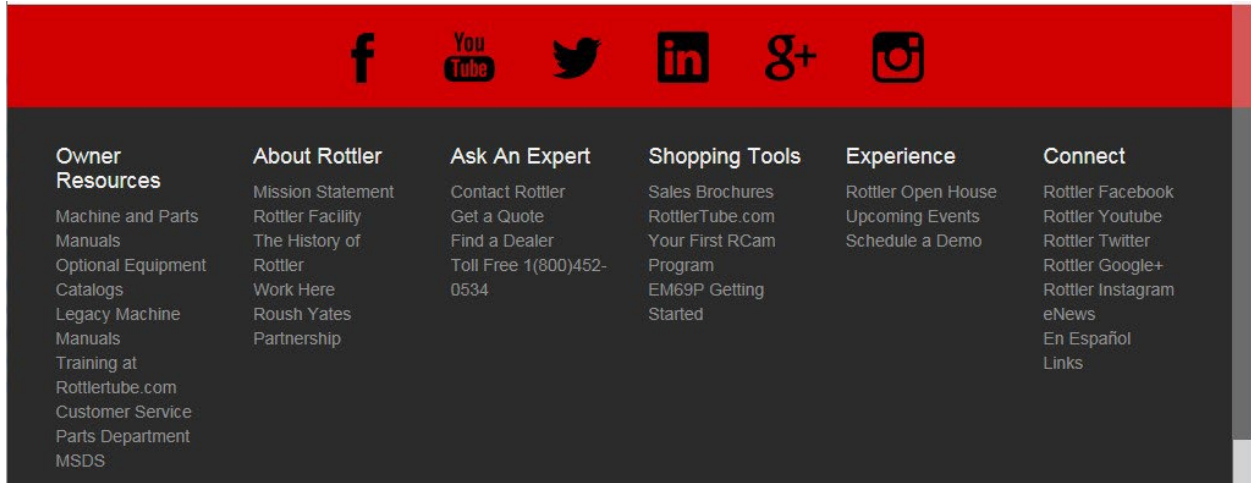 f
You
Tube
in
g+
Owner
Resources
Machine and Parts
Manuals
Optional Equipment
Catalogs
Legacy Machine
Manuals
Training at
Rottlertube.com
Customer Service
Parts Department
MSDS
About Rottler
Mission Statement
Rottler Facility
The History of
Rottler
Work Here
Roush Yates
Partnership
Ask An Expert
Contact Rottler
Get a Quote
Find a Dealer
Toll Free 1(800)452-
0534
Shopping Tools
Sales Brochures
RottlerTube.com
Your First RCam
Program
EM69P Getting
Started
Experience
Rottler Open House
Upcoming Events
Schedule a Demo
Connect
Rottler Facebook
Rottler Youtube
Rottler Twitter
Rottler Google+
Rottler Instagram
eNews
En Español
Links